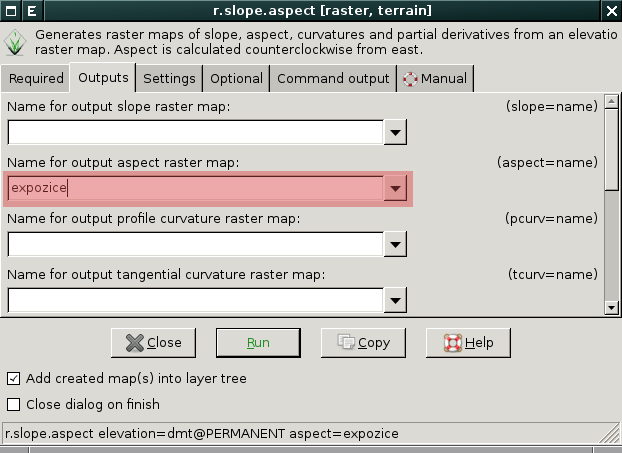 E r.slope.aspect [raster, terrain]
Generates raster maps of slope, aspect, curvatures and partial derivatives from an elevatio
raster map. Aspect is calculated counterclockwise from east.
Required Outputs Settings Optional Command output Manual
Name for output slope raster map: (slope=name)
Name for output aspect raster map: (aspect=name)
expozice
Name for output profile curvature raster map: (pcurv=name)
Name for output tangential curvature raster map: (tcurv=name)
Close Run Copy Help
Add created map(s) into layer tree
Close dialog on finish
r.slope.aspect elevation=dmt@PERMANENT aspect=expozice